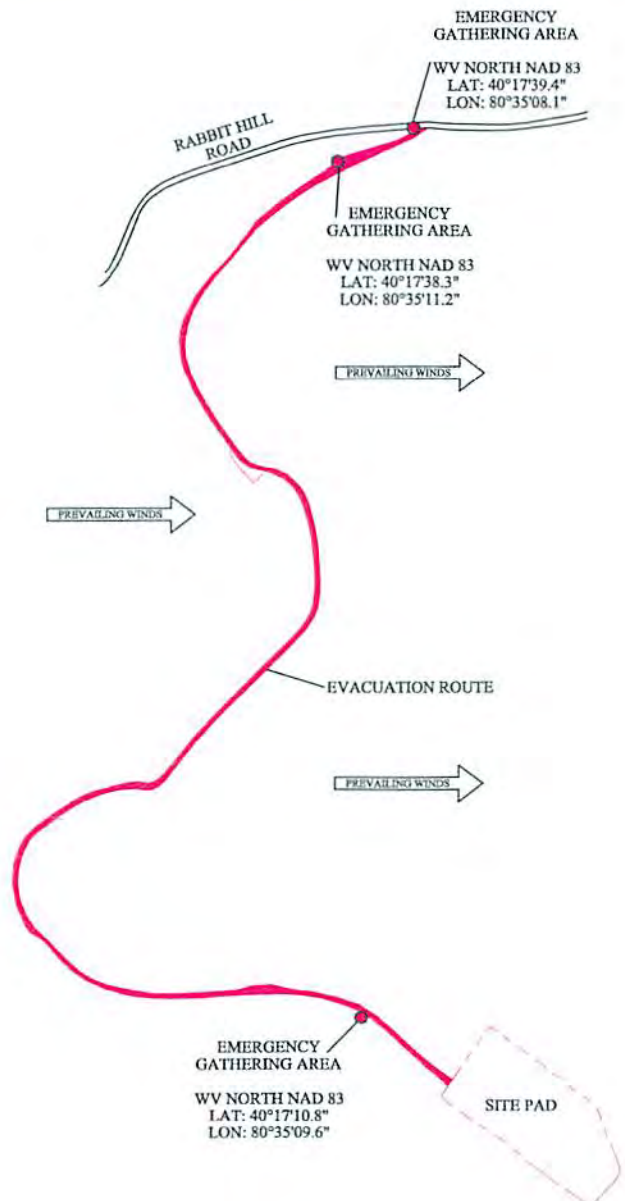 EMERGENCY
GATHERING AREA
WV NORTH NAD 83
LAT: 40°17'39.4"
LON: 80°35'08.1"
RABBIT HILL
ROAD
EMERGENCY
GATHERING AREA
WV NORTH NAD 83
LAT: 40°17'38.3"
LON: 80°35'11.2"
PREVAILING WINDS
PREVAILING WINDS
EVACUATION ROUTE
PREVAILING WINDS
EMERGENCY
GATHERING AREA
WV NORTH NAD 83
LAT: 40°17'10.8"
LON: 80°35'09.6"
SITE PAD